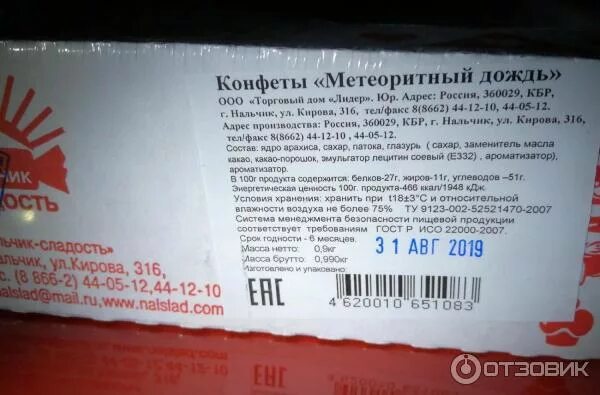 Конфеты «Метеоритный дождь»
ООО «Торговый дом «Лидер». Юр. Адрес: Россия, 360029, КБР,
г. Нальчик, ул. Кирова, 316, тел/факс 8(8662) 44-12-10, 44-05-12.
Адрес производства: Россия, 360029, КБР, г. Нальчик, ул. Кирова, 316,
тел/факс 8(8662) 44-12-10 , 44-05-12.
Состав: ядро арахиса, сахар, патока, глазурь ( сахар, заменитель масла
какао, какао-порошок, эмульгатор лецитин соевый (Е332) , ароматизатор),
ароматизатор.
В 100г продукта содержится: белков-27г, жиров-11г, углеводов –51г.
Энергетическая ценность 100г. продукта-466 ккал/1948 кДж.
Условия хранения: хранить при t18±3°С и относительной
влажности воздуха не более 75% ТУ 9123-002-52521470-2007
Система менеджмента безопасности пищевой продукции
соответствует требованиям ГОСТ Р ИСО 22000-2007.
Срок годности - 6 месяцев.
31 АВГ 2019
Масса нетто: 0,9кг
Масса брутто: 0,990кг
Изготовлено и упаковано:
ЕАС
4 620010 651083
ЧИК
ДОСТЬ
льчик-сладость»
ьчик, ул.Кирова, 316,
с: (8 866-2) 44-05-12,44-12-10
slad@mail.ru, www.nalslad.com
ОТЗОВИК